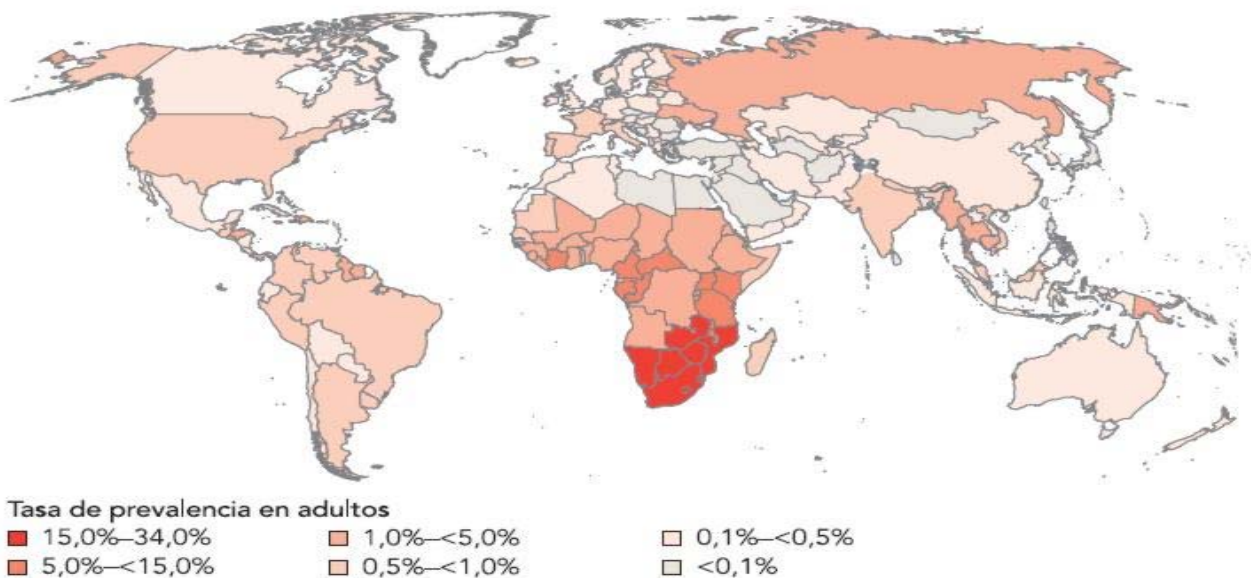 Tasa de prevalencia en adultos
15,0%–34,0% 1,0%–<5,0% 0,1%–<0,5%
5,0%–<15,0% 0,5%–<1,0% <0,1%